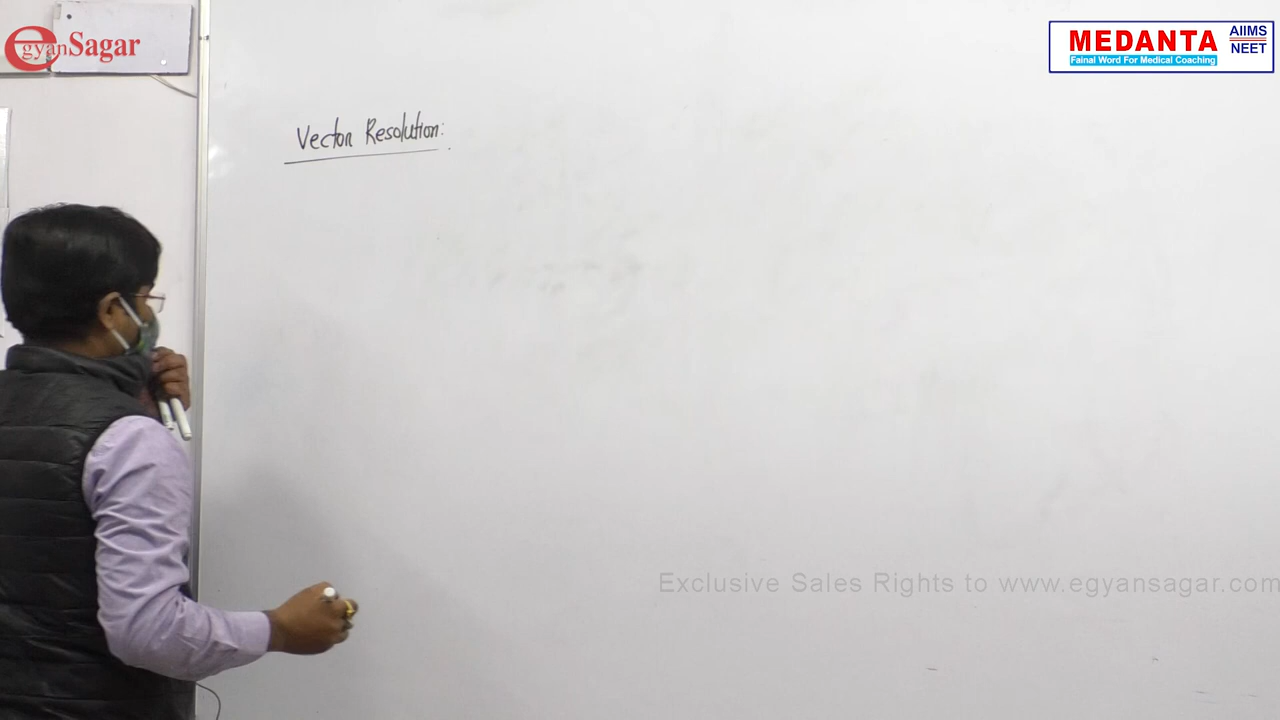 egyanSagar
MEDANTA
AIIMS
NEET
Fainal Word For Medical Coaching
Vector Resolution:
Exclusive Sales Rights to www.egyansagar.com